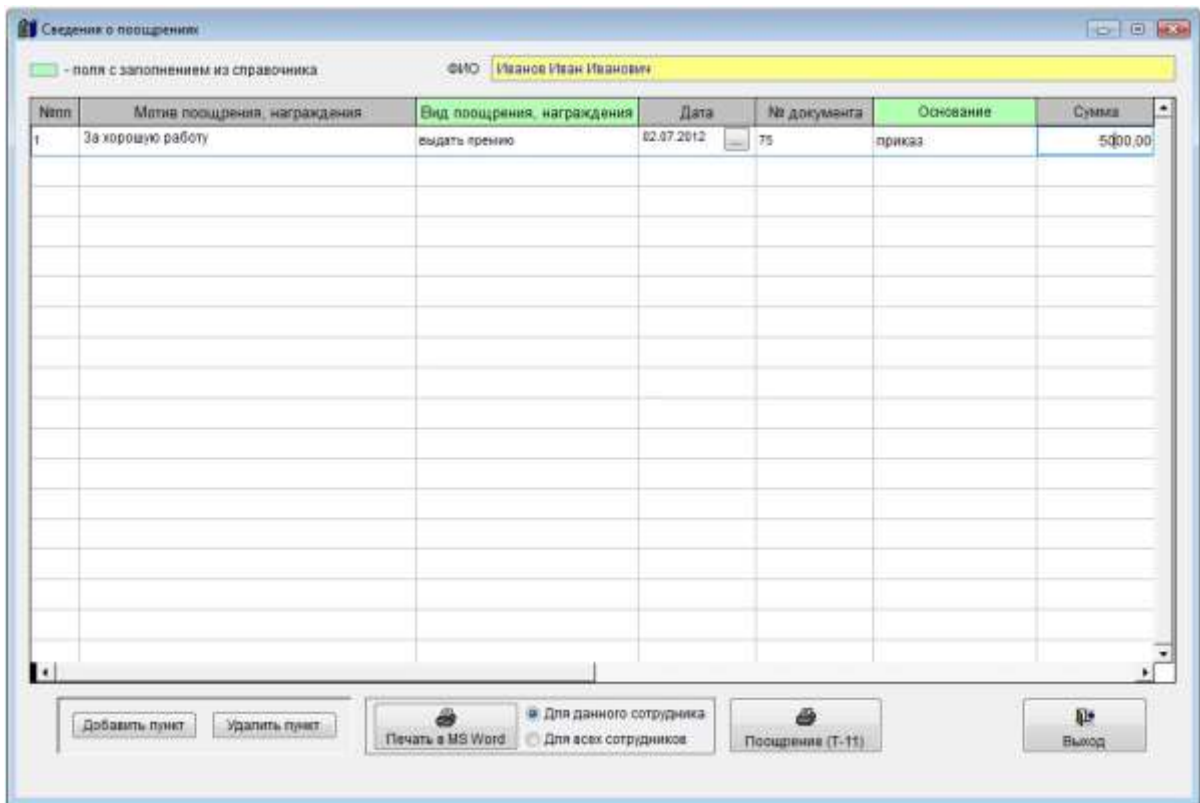 Сведения о поощрениях
- поля с заполнением из справочника
ФИО Иванов Иван Иванович
№пп Мотив поощрения, награждения Вид поощрения, награждения Дата № документа Основание Сумма
1 За хорошую работу выдать премию 02.07.2012 ... 75 приказ 5000,00
Добавить пункт Удалить пункт Печать в MS Word Для данного сотрудника
Для всех сотрудников
Поощрение (Т-11) Выход